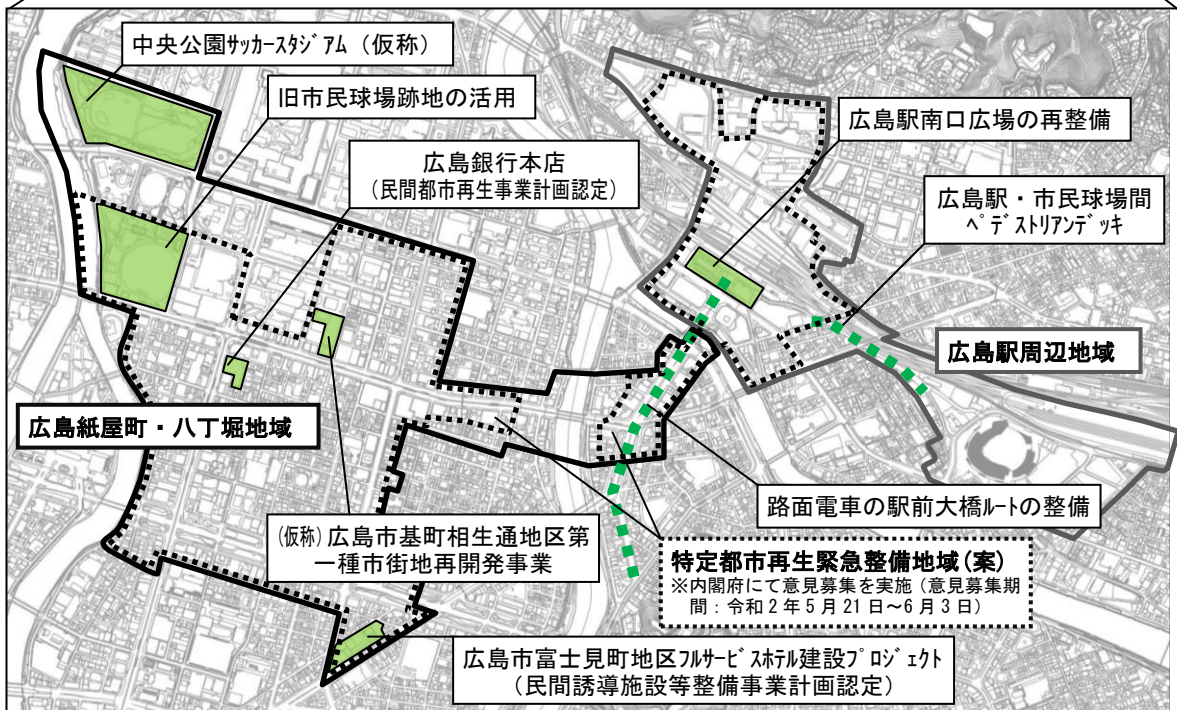 中央公園サッカースタジアム（仮称）
旧市民球場跡地の活用
広島銀行本店
（民間都市再生事業計画認定）
広島駅南口広場の再整備
広島駅・市民球場間
ペデストリアンデッキ
広島駅周辺地域
広島紙屋町・八丁堀地域
路面電車の駅前大橋ルートの整備
（仮称）広島市基町相生通地区第
一種市街地再開発事業
特定都市再生緊急整備地域（案）
※内閣府にて意見募集を実施（意見募集期
間：令和２年５月21日～６月３日）
広島市富士見町地区フルサービスホテル建設プロジェクト
（民間誘導施設等整備事業計画認定）